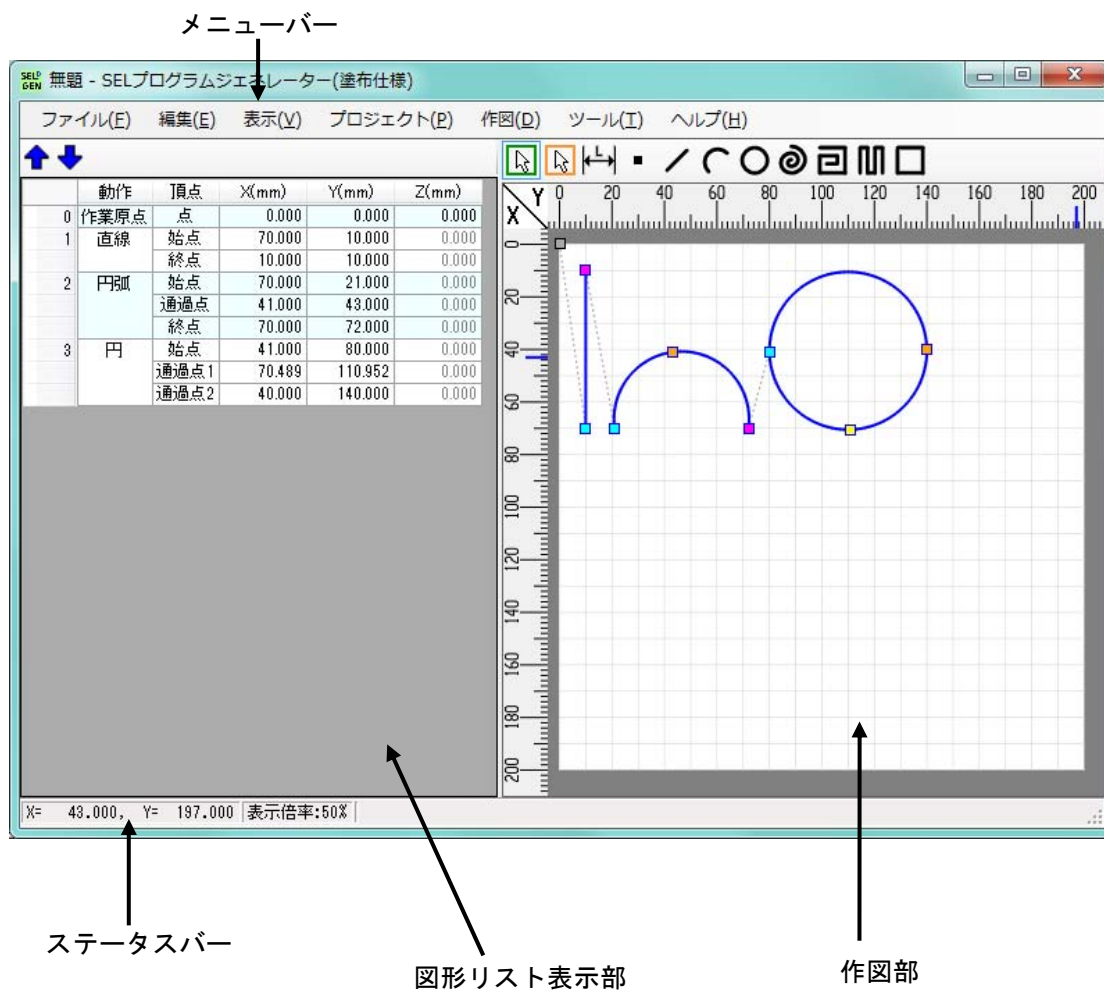 メニューバー
SELP GEN 無題 - SELプログラムジェネレーター(塗布仕様)
ファイル(F) 編集(E) 表示(V) プロジェクト(P) 作図(D) ツール(T) ヘルプ(H)
L
動作 頂点 X(mm) Y(mm) Z(mm)
0 作業原点 点 0.000 0.000 0.000
1 直線 始点 70.000 10.000 0.000
終点 10.000 10.000 0.000
2 円弧 始点 70.000 21.000 0.000
通過点 41.000 43.000 0.000
終点 70.000 72.000 0.000
3 円 始点 41.000 80.000 0.000
通過点1 70.489 110.952 0.000
通過点2 40.000 140.000 0.000
Y
X
0 20 40 60 80 100 120 140 160 180 200
0
20
40
60
80
100
120
140
160
180
200
X= 43.000, Y= 197.000 表示倍率:50%
ステータスバー
図形リスト表示部
作図部